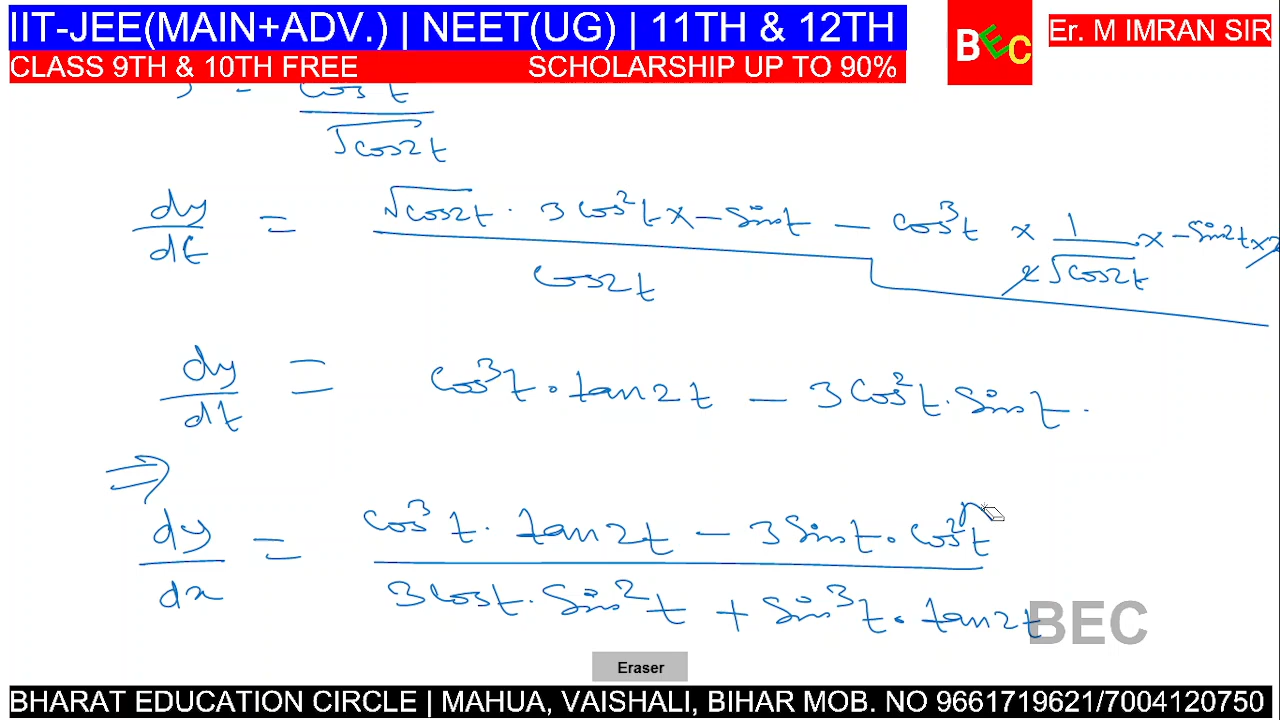 IIT-JEE(MAIN+ADV.) | NEET(UG) | 11TH & 12TH
BEC
Er. M IMRAN SIR
CLASS 9TH & 10TH FREE SCHOLARSHIP UP TO 90%
cos³t
√cos2t
dy/dt = √cos2t · 3cos²t × -sint - cos³t × 1/2√cos2t × -sin2t×2
cos2t
dy/dt = cos³t · tan2t - 3cos²t · sint.
⇒
dy/dx = cos³t · tan2t - 3sint · cos²t
3cost · sin²t + sin³t · tan2t
BEC
Eraser
BHARAT EDUCATION CIRCLE | MAHUA, VAISHALI, BIHAR MOB. NO 9661719621/7004120750